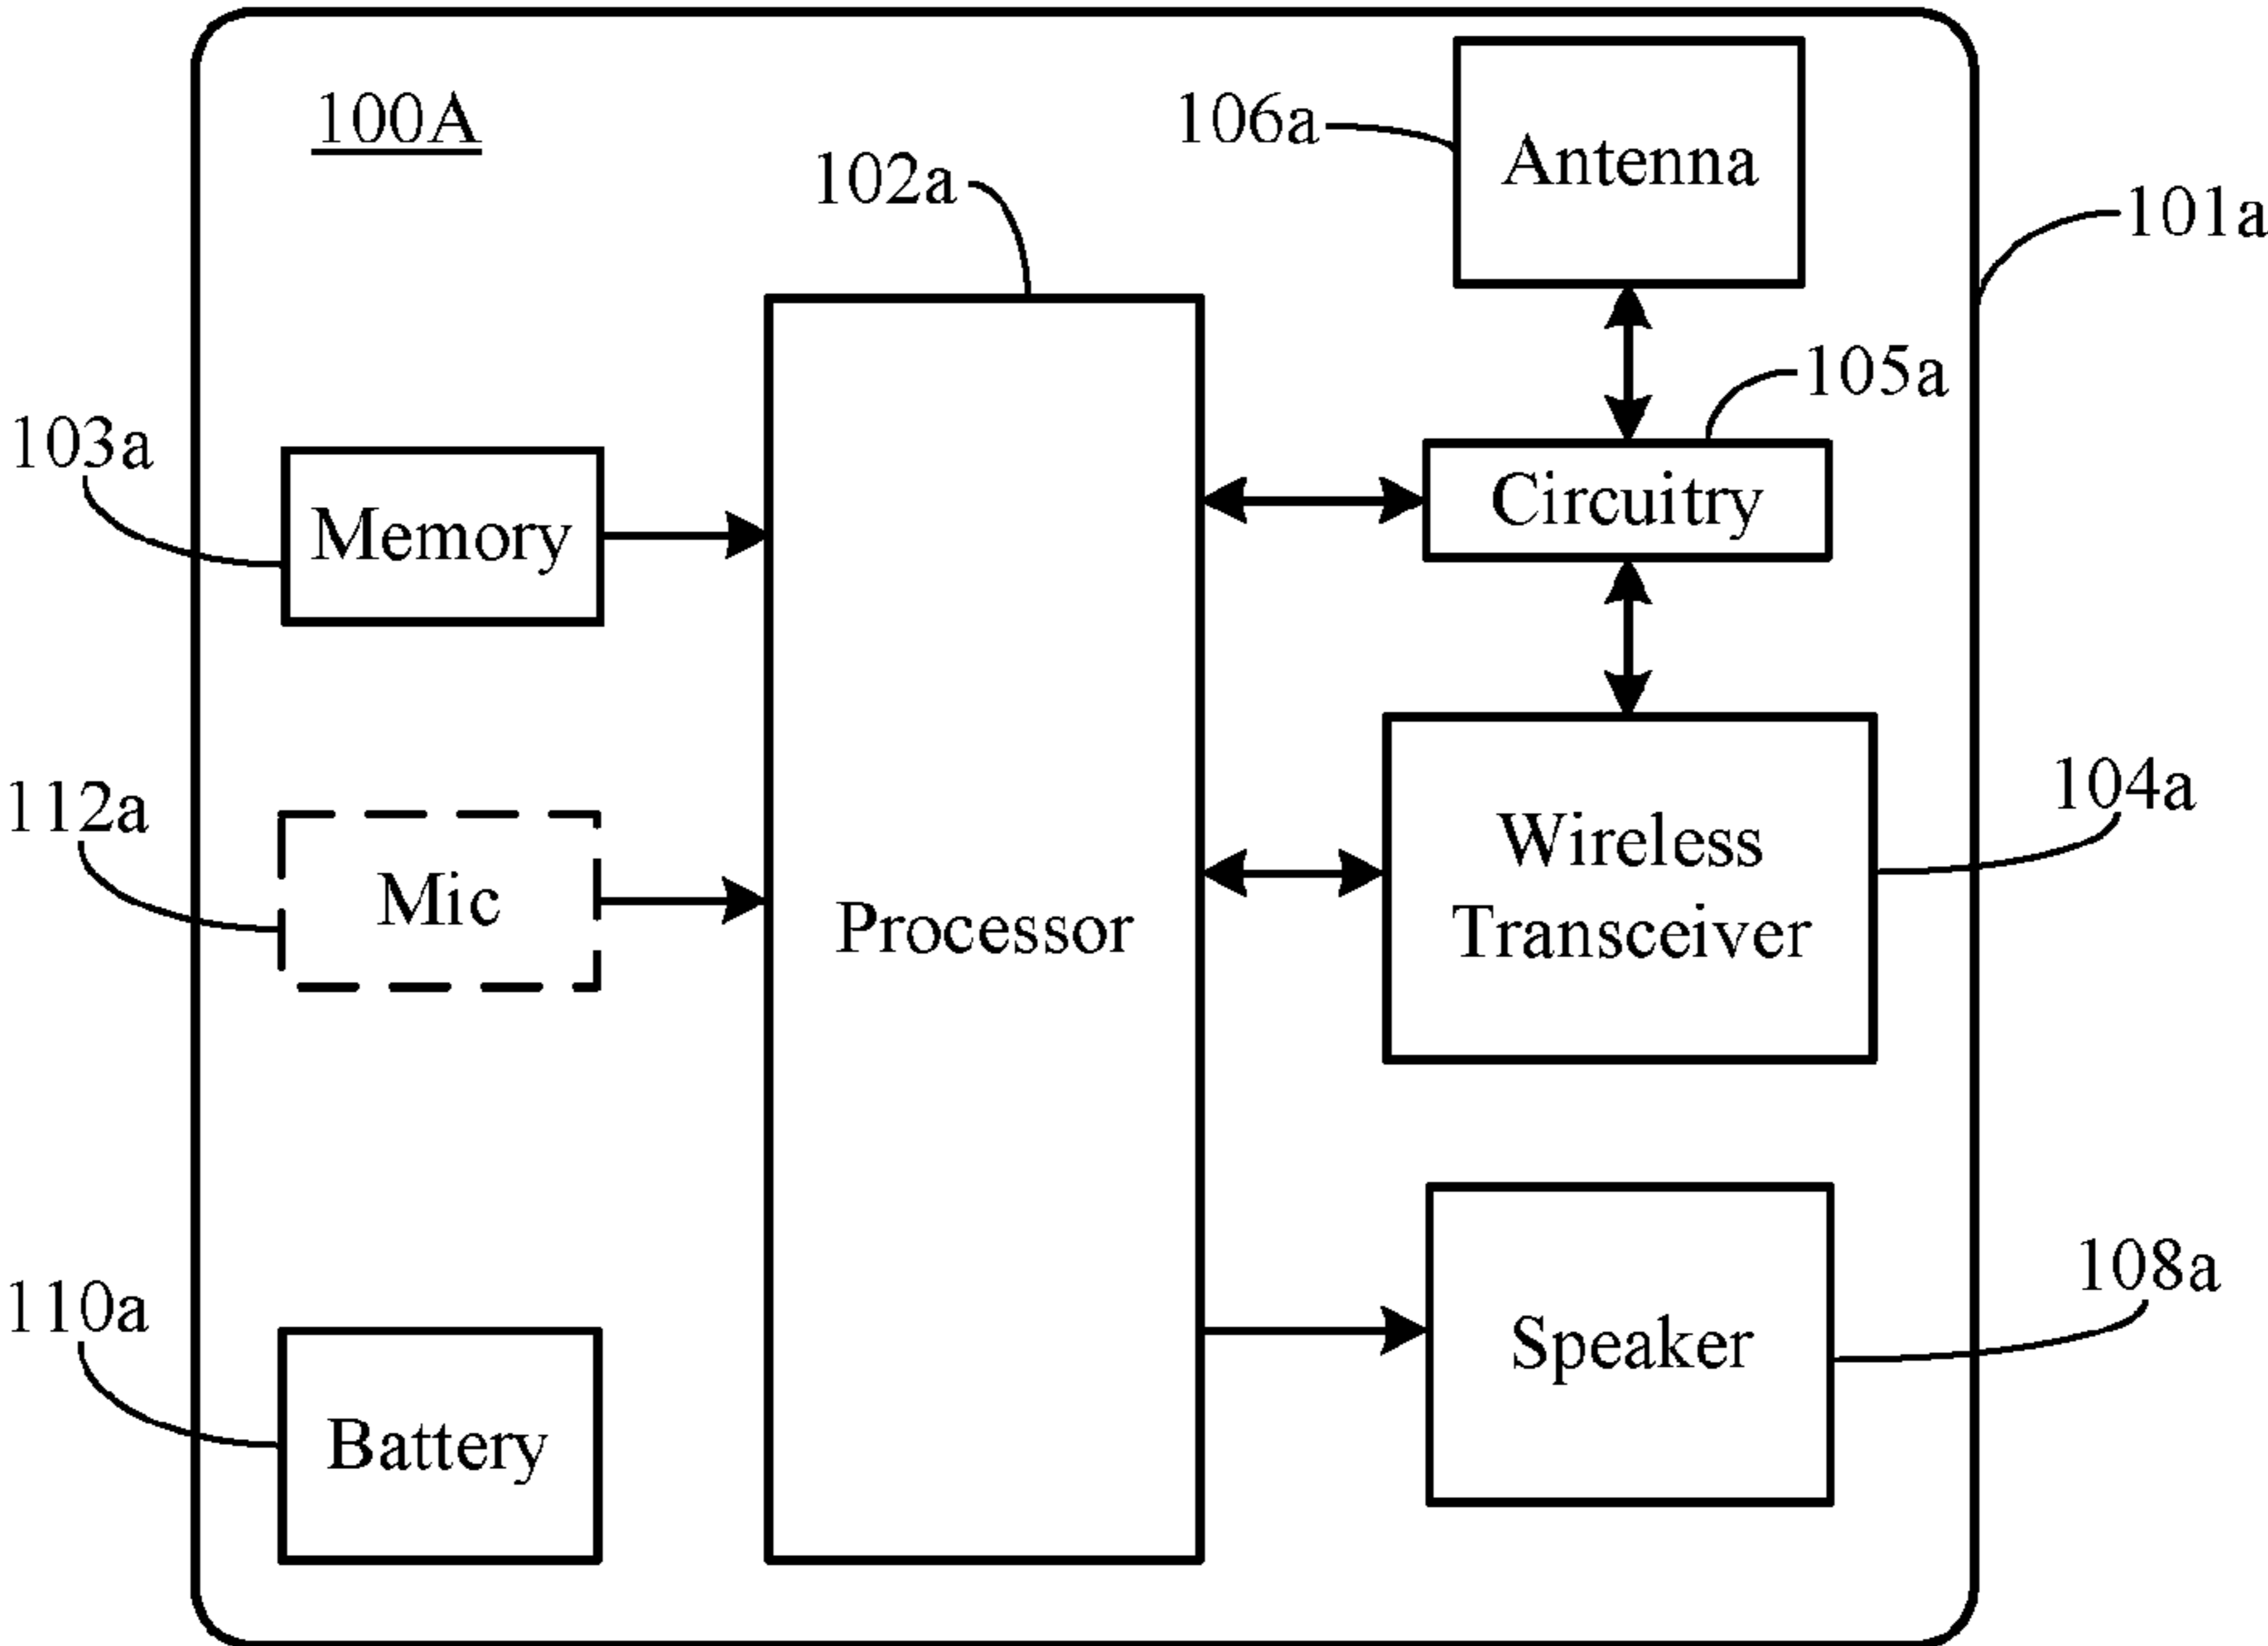 100A
106a
Antenna
102a
101a
105a
103a
Circuitry
Memory
112a
104a
Wireless
Transceiver
Mic
Processor
108a
110a
Speaker
Battery